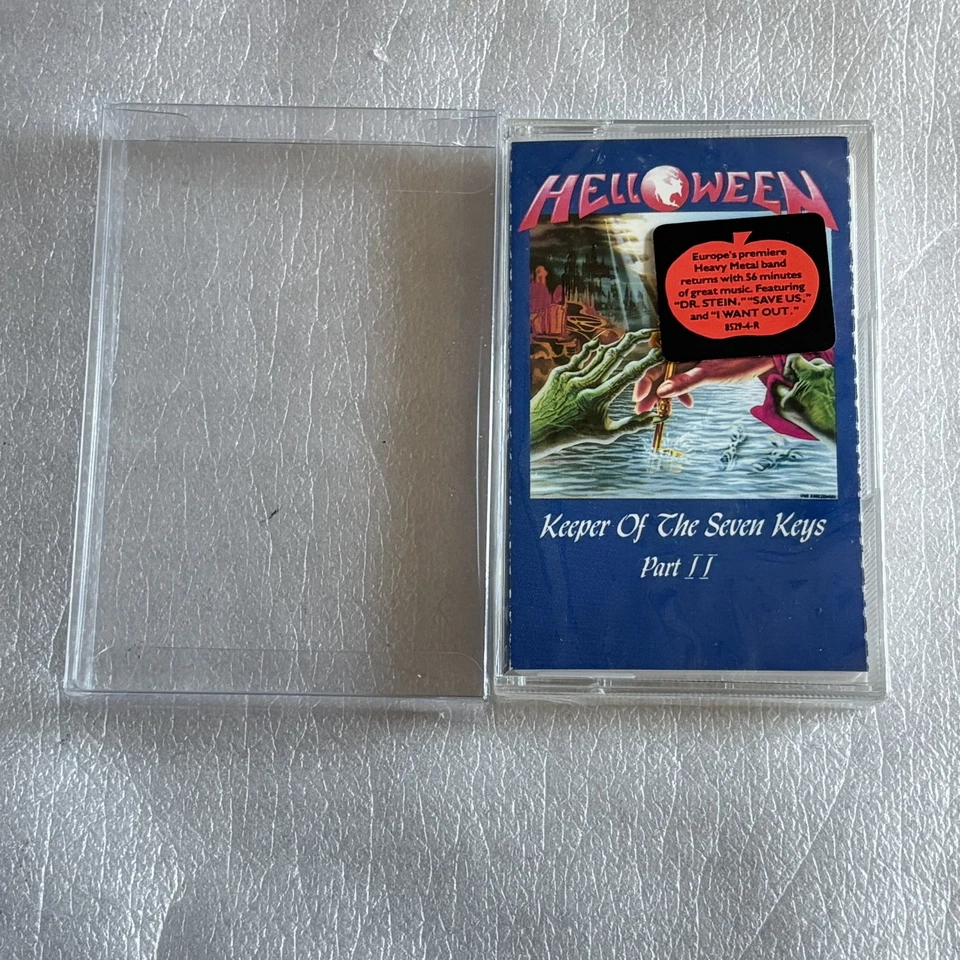 HELLOWEEN
Europe's premiere
Heavy Metal band
returns with 56 minutes
of great music. Featuring
"DR. STEIN," "SAVE US,"
and "I WANT OUT."
8529-4-R
Keeper Of The Seven Keys
Part II